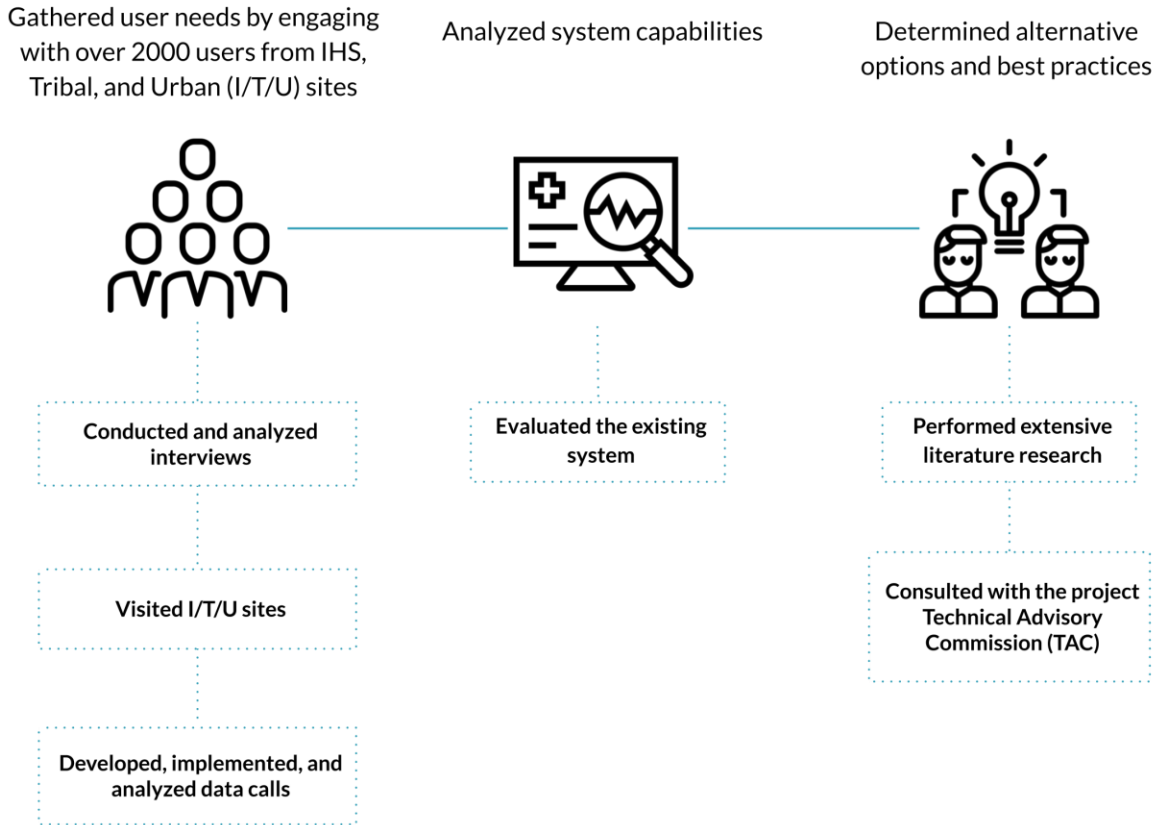 Gathered user needs by engaging
with over 2000 users from IHS,
Tribal, and Urban (I/T/U) sites
Analyzed system capabilities
Determined alternative
options and best practices
Conducted and analyzed
interviews
Evaluated the existing
system
Performed extensive
literature research
Visited I/T/U sites
Consulted with the project
Technical Advisory
Commission (TAC)
Developed, implemented, and
analyzed data calls